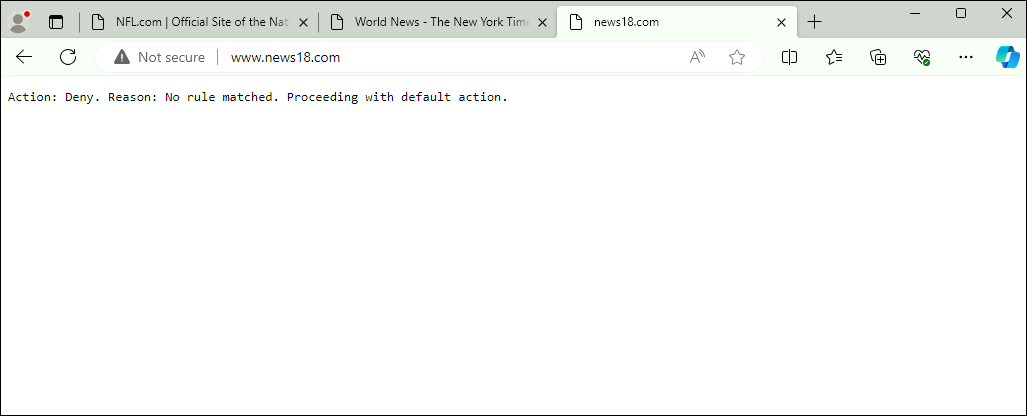 NFL.com | Official Site of the Nat
World News - The New York Time
news18.com
Not secure
www.news18.com
Action: Deny. Reason: No rule matched. Proceeding with default action.